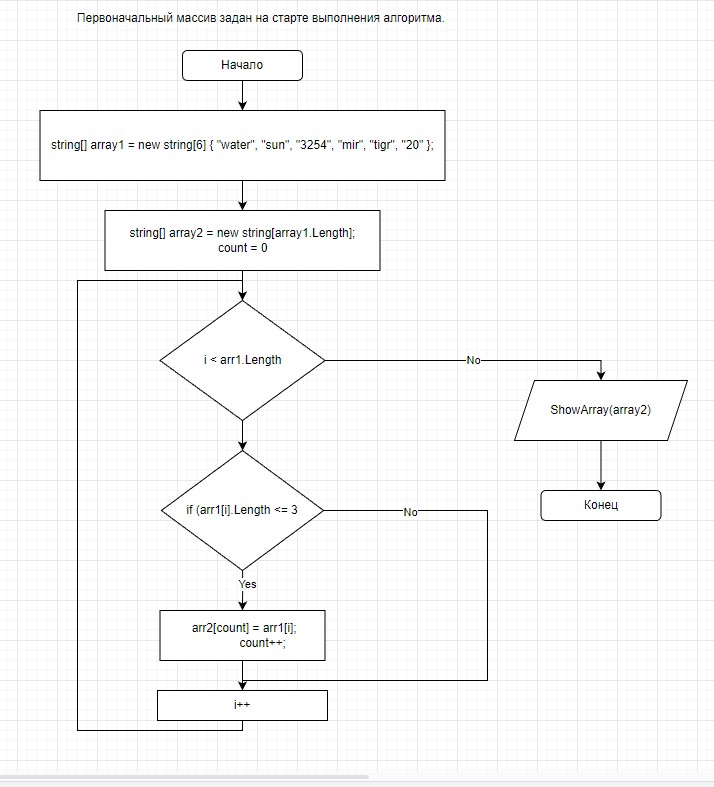 Первоначальный массив задан на старте выполнения алгоритма.
Начало
string[] array1 = new string[6] { "water", "sun", "3254", "mir", "tigr", "20" };
string[] array2 = new string[array1.Length];
count = 0
i < arr1.Length
No
ShowArray(array2)
if (arr1[i].Length <= 3
No
Конец
Yes
arr2[count] = arr1[i];
count++;
i++